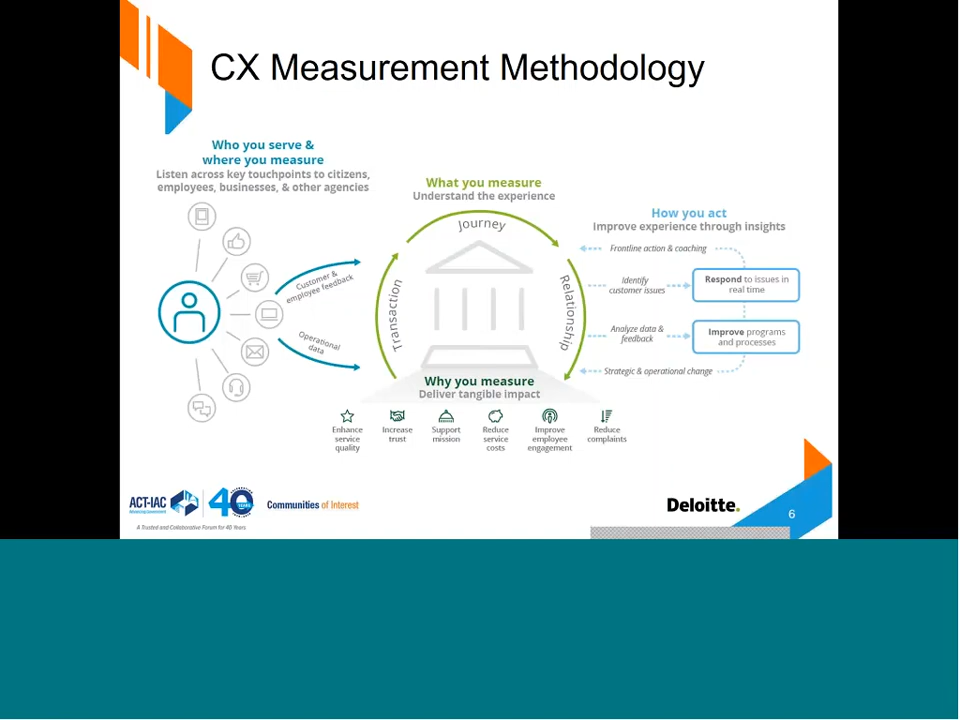 CX Measurement Methodology
Who you serve &
where you measure
Listen across key touchpoints to citizens,
employees, businesses, & other agencies
Customer &
employee feedback
Operational
data
What you measure
Understand the experience
Transaction
Journey
Relationship
Why you measure
Deliver tangible impact
Enhance
service
quality
Increase
trust
Support
mission
Reduce
service
costs
Improve
employee
engagement
Reduce
complaints
How you act
Improve experience through insights
Frontline action & coaching
Identify
customer issues
Respond to issues in
real time
Analyze data &
feedback
Improve programs
and processes
Strategic & operational change
ACT-IAC
Advancing Government
40
YEARS
Communities of Interest
A Trusted and Collaborative Forum for 40 Years
Deloitte.
6